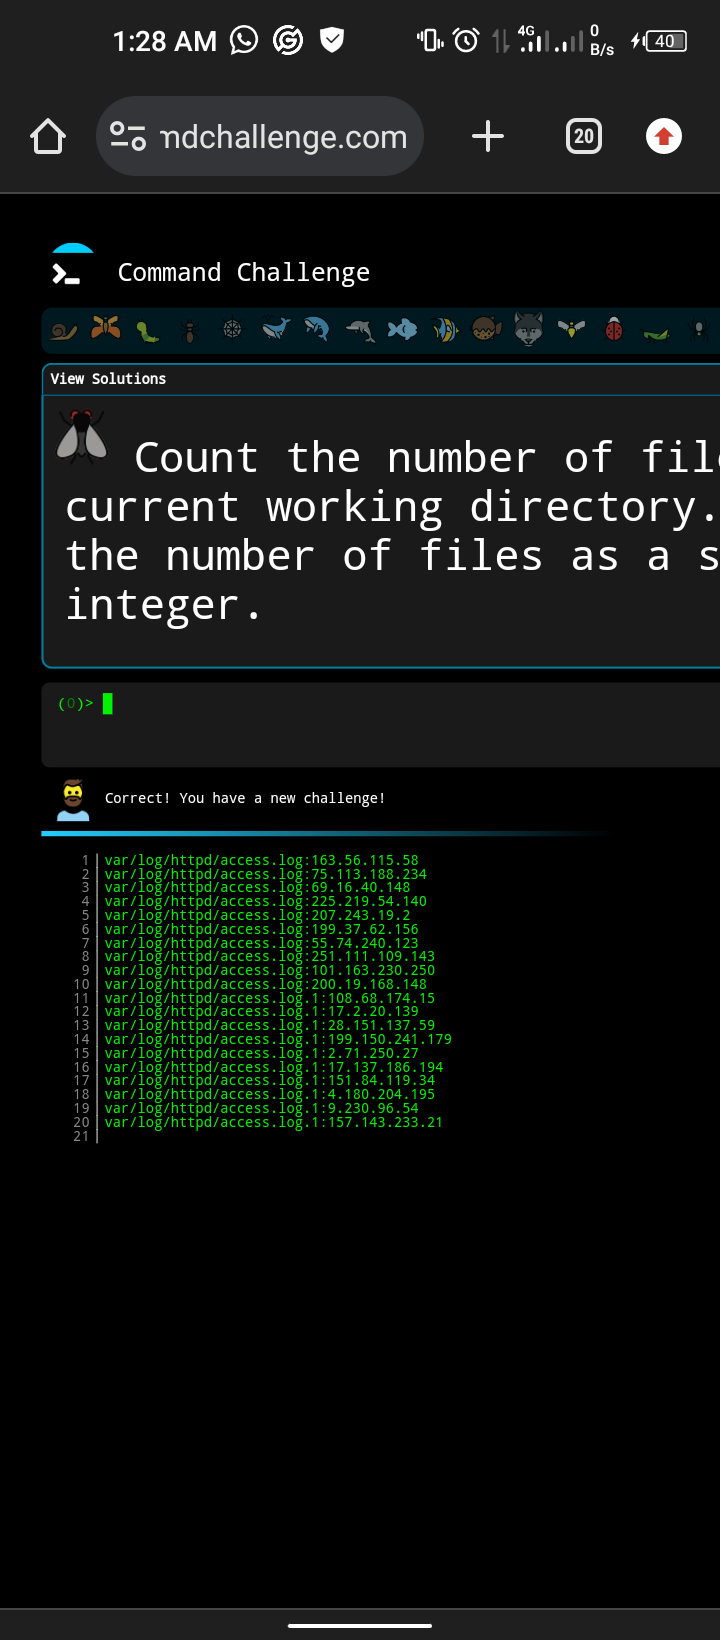 1:28 AM
4G
0 B/s
40
mdchallenge.com
20
Command Challenge
View Solutions
Count the number of fil
current working directory.
the number of files as a s
integer.
(0)>
Correct! You have a new challenge!
1 var/log/httpd/access.log:163.56.115.58
2 var/log/httpd/access.log:75.113.188.234
3 var/log/httpd/access.log:69.16.40.148
4 var/log/httpd/access.log:225.219.54.140
5 var/log/httpd/access.log:207.243.19.2
6 var/log/httpd/access.log:199.37.62.156
7 var/log/httpd/access.log:55.74.240.123
8 var/log/httpd/access.log:251.111.109.143
9 var/log/httpd/access.log:101.163.230.250
10 var/log/httpd/access.log:200.19.168.148
11 var/log/httpd/access.log.1:108.68.174.15
12 var/log/httpd/access.log.1:17.2.20.139
13 var/log/httpd/access.log.1:28.151.137.59
14 var/log/httpd/access.log.1:199.150.241.179
15 var/log/httpd/access.log.1:2.71.250.27
16 var/log/httpd/access.log.1:17.137.186.194
17 var/log/httpd/access.log.1:151.84.119.34
18 var/log/httpd/access.log.1:4.180.204.195
19 var/log/httpd/access.log.1:9.230.96.54
20 var/log/httpd/access.log.1:157.143.233.21
21